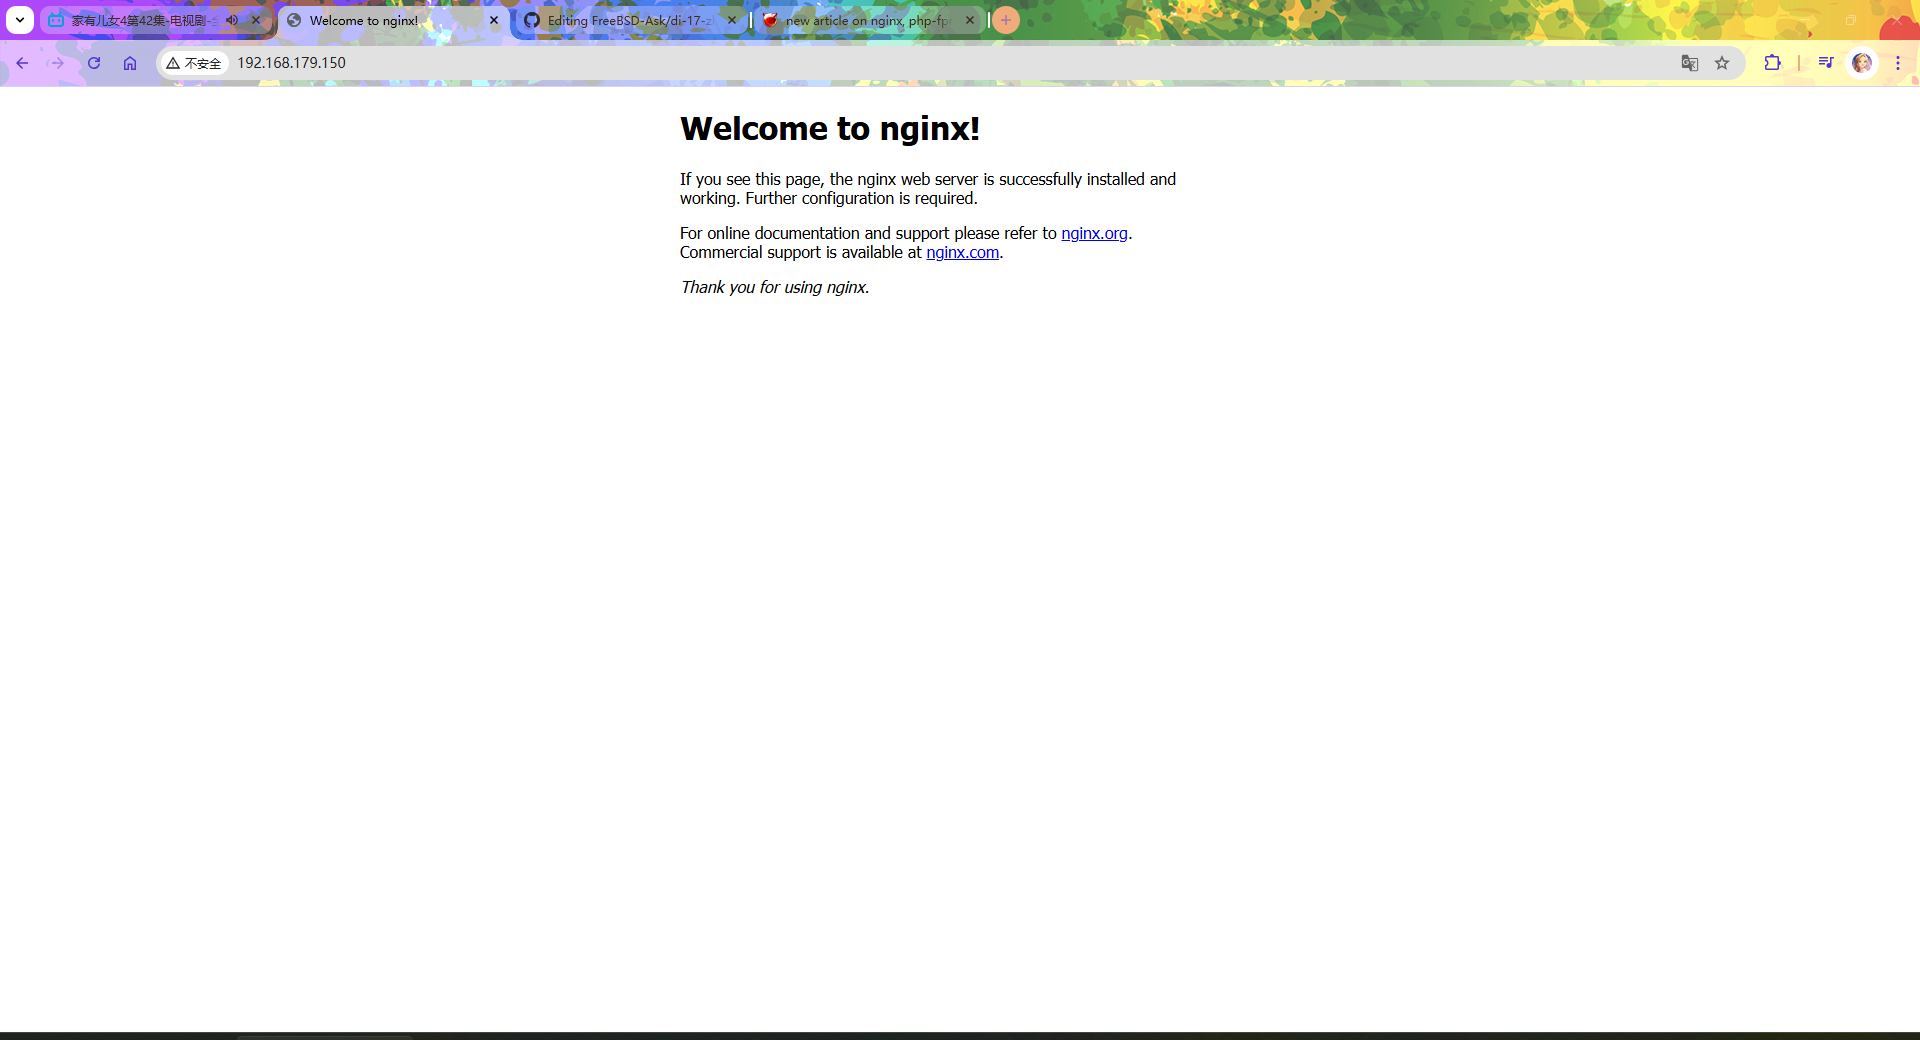 家有儿女4第42集-电视剧-
Welcome to nginx!
Editing FreeBSD-Ask/di-17-z
new article on nginx, php-fp
不安全
192.168.179.150
Welcome to nginx!
If you see this page, the nginx web server is successfully installed and
working. Further configuration is required.
For online documentation and support please refer to nginx.org.
Commercial support is available at nginx.com.
Thank you for using nginx.